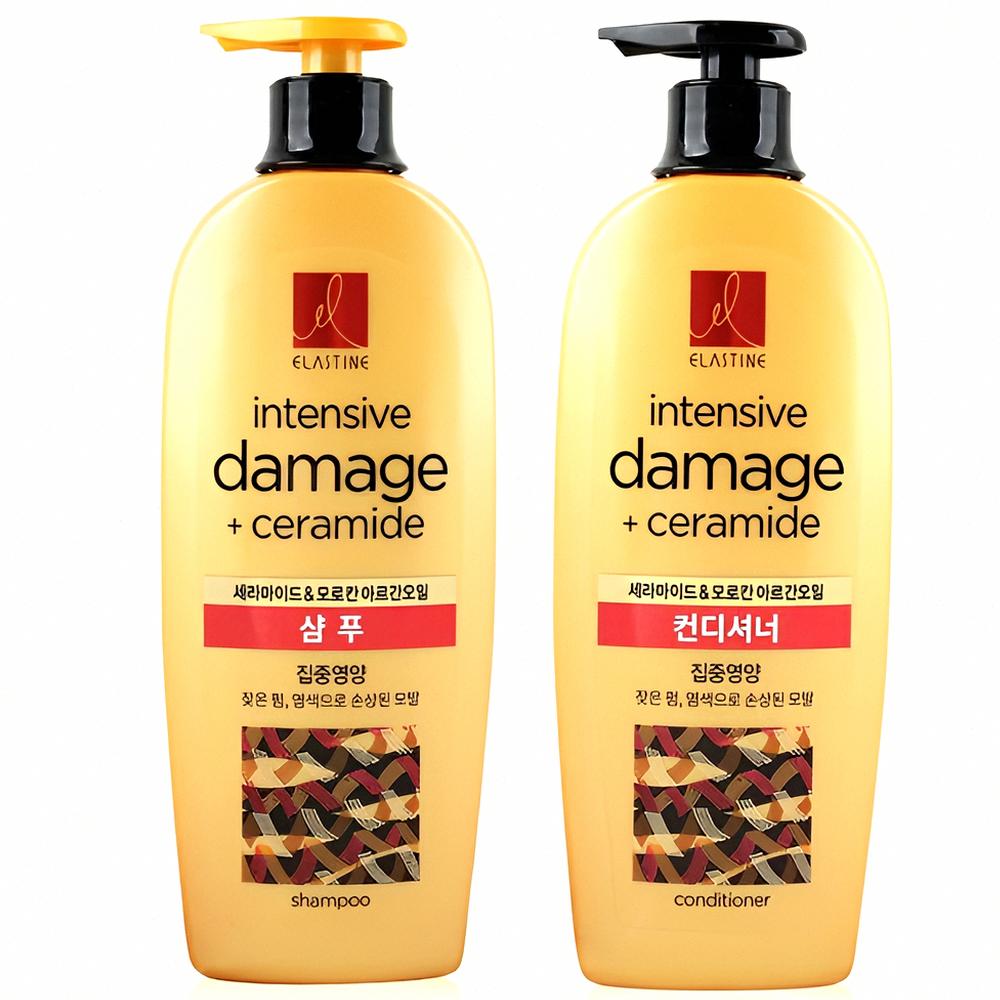 ELASTINE
intensive
damage
+ ceramide
세라마이드&모로칸 아르간오일
샴푸
집중영양
잦은 펌, 염색으로 손상된 모발
shampoo
ELASTINE
intensive
damage
+ ceramide
세라마이드&모로칸 아르간오일
컨디셔너
집중영양
잦은 펌, 염색으로 손상된 모발
conditioner